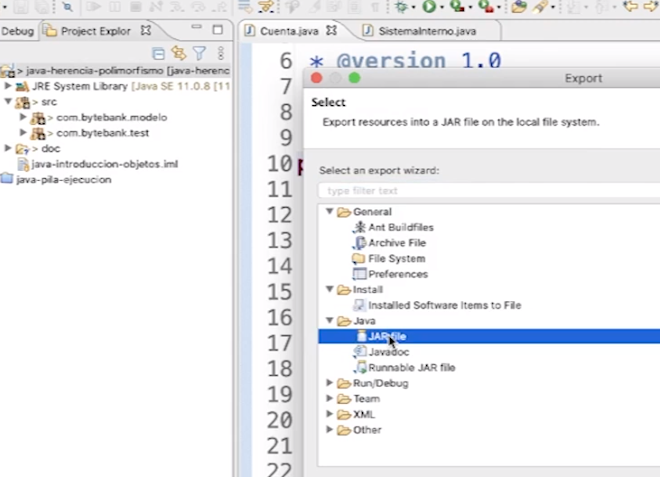 Debug
Project Explor
> java-herencia-polimorfismo [java-herenc
JRE System Library [Java SE 11.0.8 [11
> src
> com.bytebank.modelo
> com.bytebank.test
> doc
java-introduccion-objetos.iml
java-pila-ejecucion
Cuenta.java
SistemaInterno.java
6 * @version 1.0
7
8
9
10 p
11
12
13
14
15
16
17
18
19
20
21
22
Export
Select
Export resources into a JAR file on the local file system.
Select an export wizard:
type filter text
General
Ant Buildfiles
Archive File
File System
Preferences
Install
Installed Software Items to File
Java
JAR file
Javadoc
Runnable JAR file
Run/Debug
Team
XML
Other